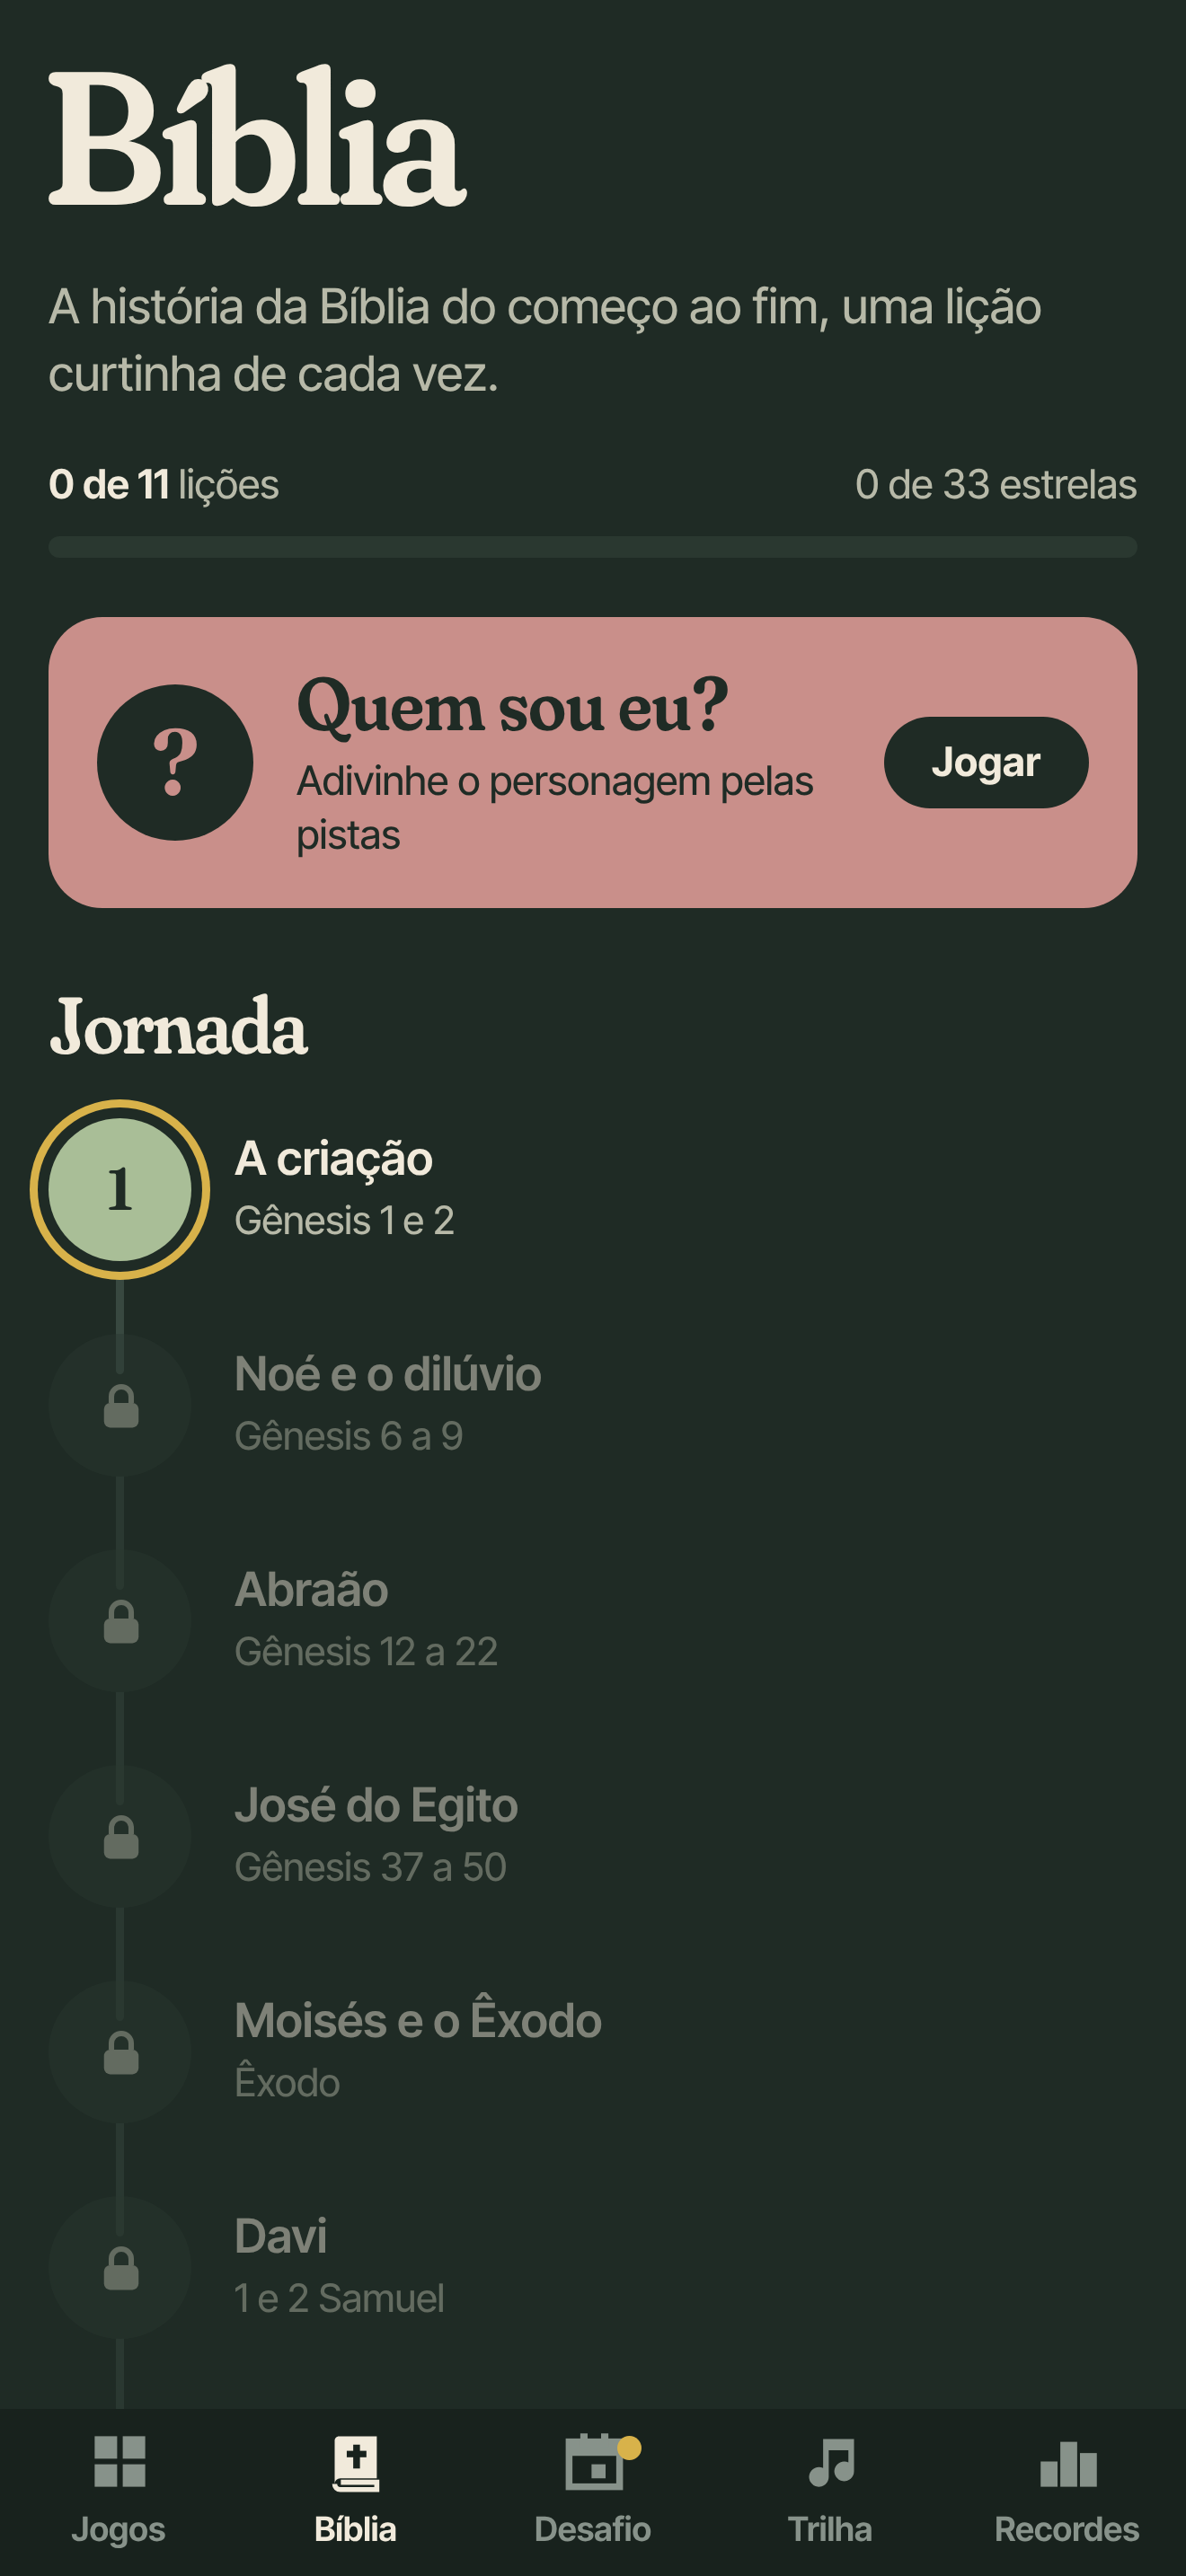 Bíblia
A história da Bíblia do começo ao fim, uma lição
curtinha de cada vez.
0 de 11 lições
0 de 33 estrelas
?
Quem sou eu?
Adivinhe o personagem pelas
pistas
Jogar
Jornada
1
A criação
Gênesis 1 e 2
Noé e o dilúvio
Gênesis 6 a 9
Abraão
Gênesis 12 a 22
José do Egito
Gênesis 37 a 50
Moisés e o Êxodo
Êxodo
Davi
1 e 2 Samuel
Jogos
Bíblia
Desafio
Trilha
Recordes